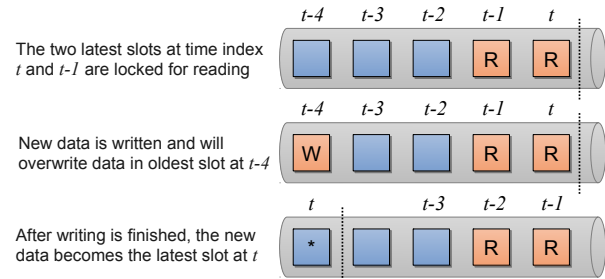 t-4 t-3 t-2 t-1 t
The two latest slots at time index
t and t-1 are locked for reading
R R
t-4 t-3 t-2 t-1 t
New data is written and will
overwrite data in oldest slot at t-4
W R R
t t-3 t-2 t-1
After writing is finished, the new
data becomes the latest slot at t
* R R